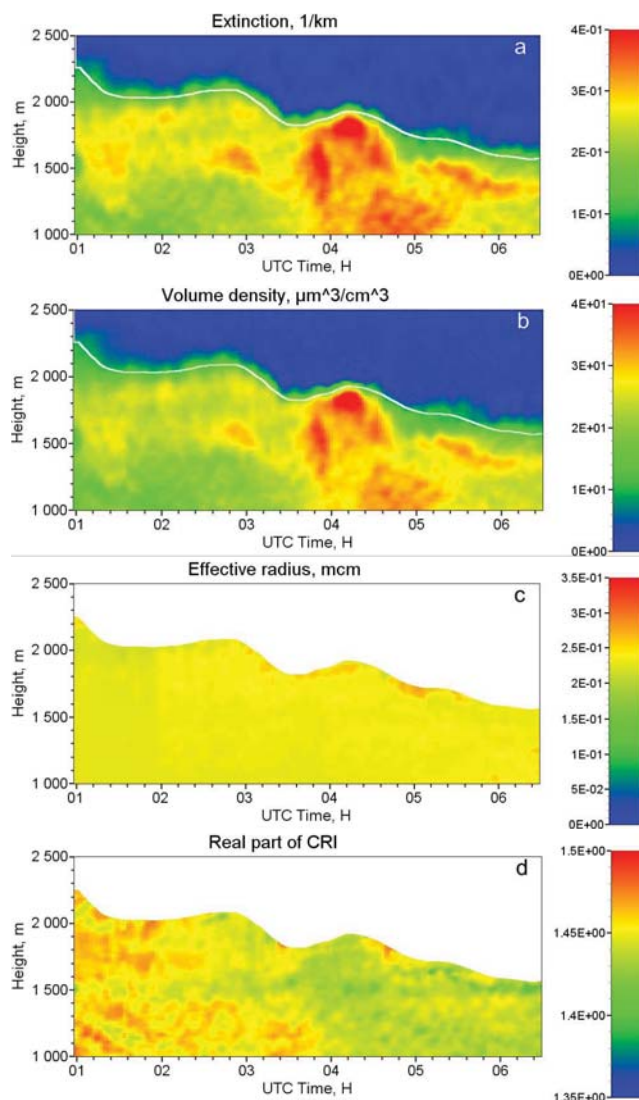 Extinction, 1/km
a
2 500
2 000
1 500
1 000
Height, m
01 02 03 04 05 06
UTC Time, H
4E-01
3E-01
2E-01
1E-01
0E+00
Volume density, µm^3/cm^3
b
2 500
2 000
1 500
1 000
Height, m
01 02 03 04 05 06
UTC Time, H
4E+01
3E+01
2E+01
1E+01
0E+00
Effective radius, mcm
c
2 500
2 000
1 500
1 000
Height, m
01 02 03 04 05 06
UTC Time, H
3.5E-01
3E-01
2.5E-01
2E-01
1.5E-01
1E-01
5E-02
0E+00
Real part of CRI
d
2 500
2 000
1 500
1 000
Height, m
01 02 03 04 05 06
UTC Time, H
1.5E+00
1.45E+00
1.4E+00
1.35E+00